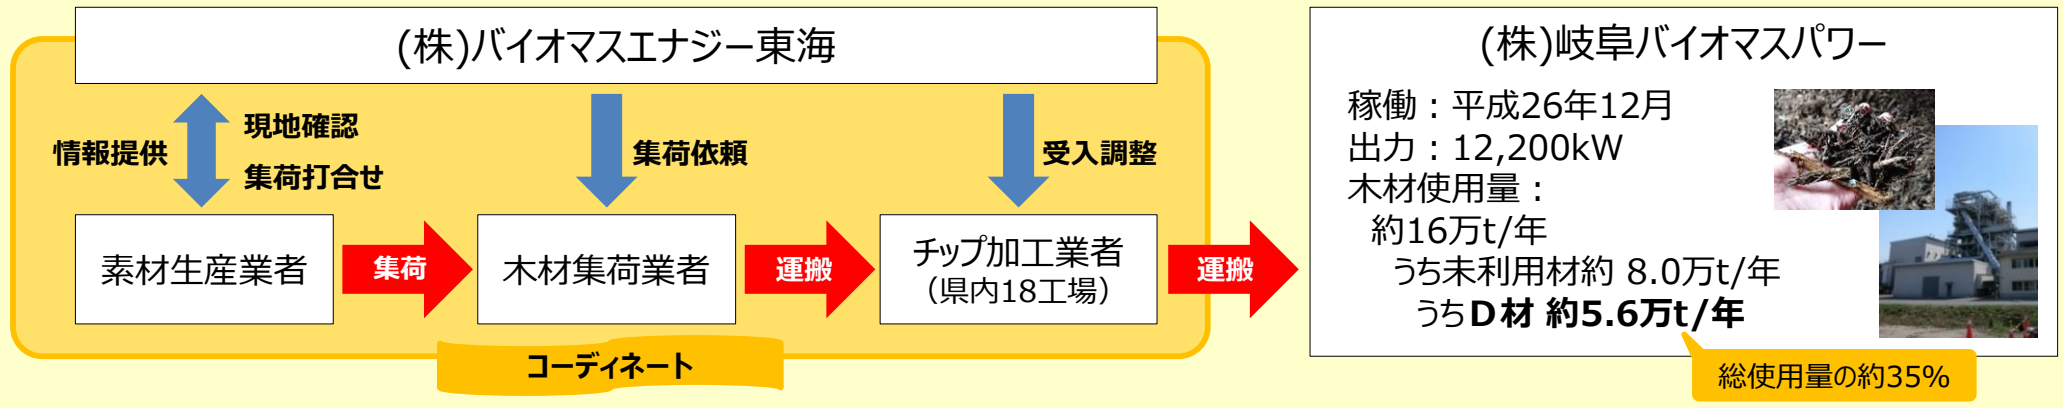 (株)バイオマスエナジー東海
情報提供
現地確認
集荷打合せ
集荷依頼
受入調整
素材生産業者
集荷
木材集荷業者
運搬
チップ加工業者
（県内18工場）
運搬
コーディネート
(株)岐阜バイオマスパワー
稼働：平成26年12月
出力：12,200kW
木材使用量：
約16万t/年
うち未利用材約 8.0万t/年
うちD材 約5.6万t/年
総使用量の約35%